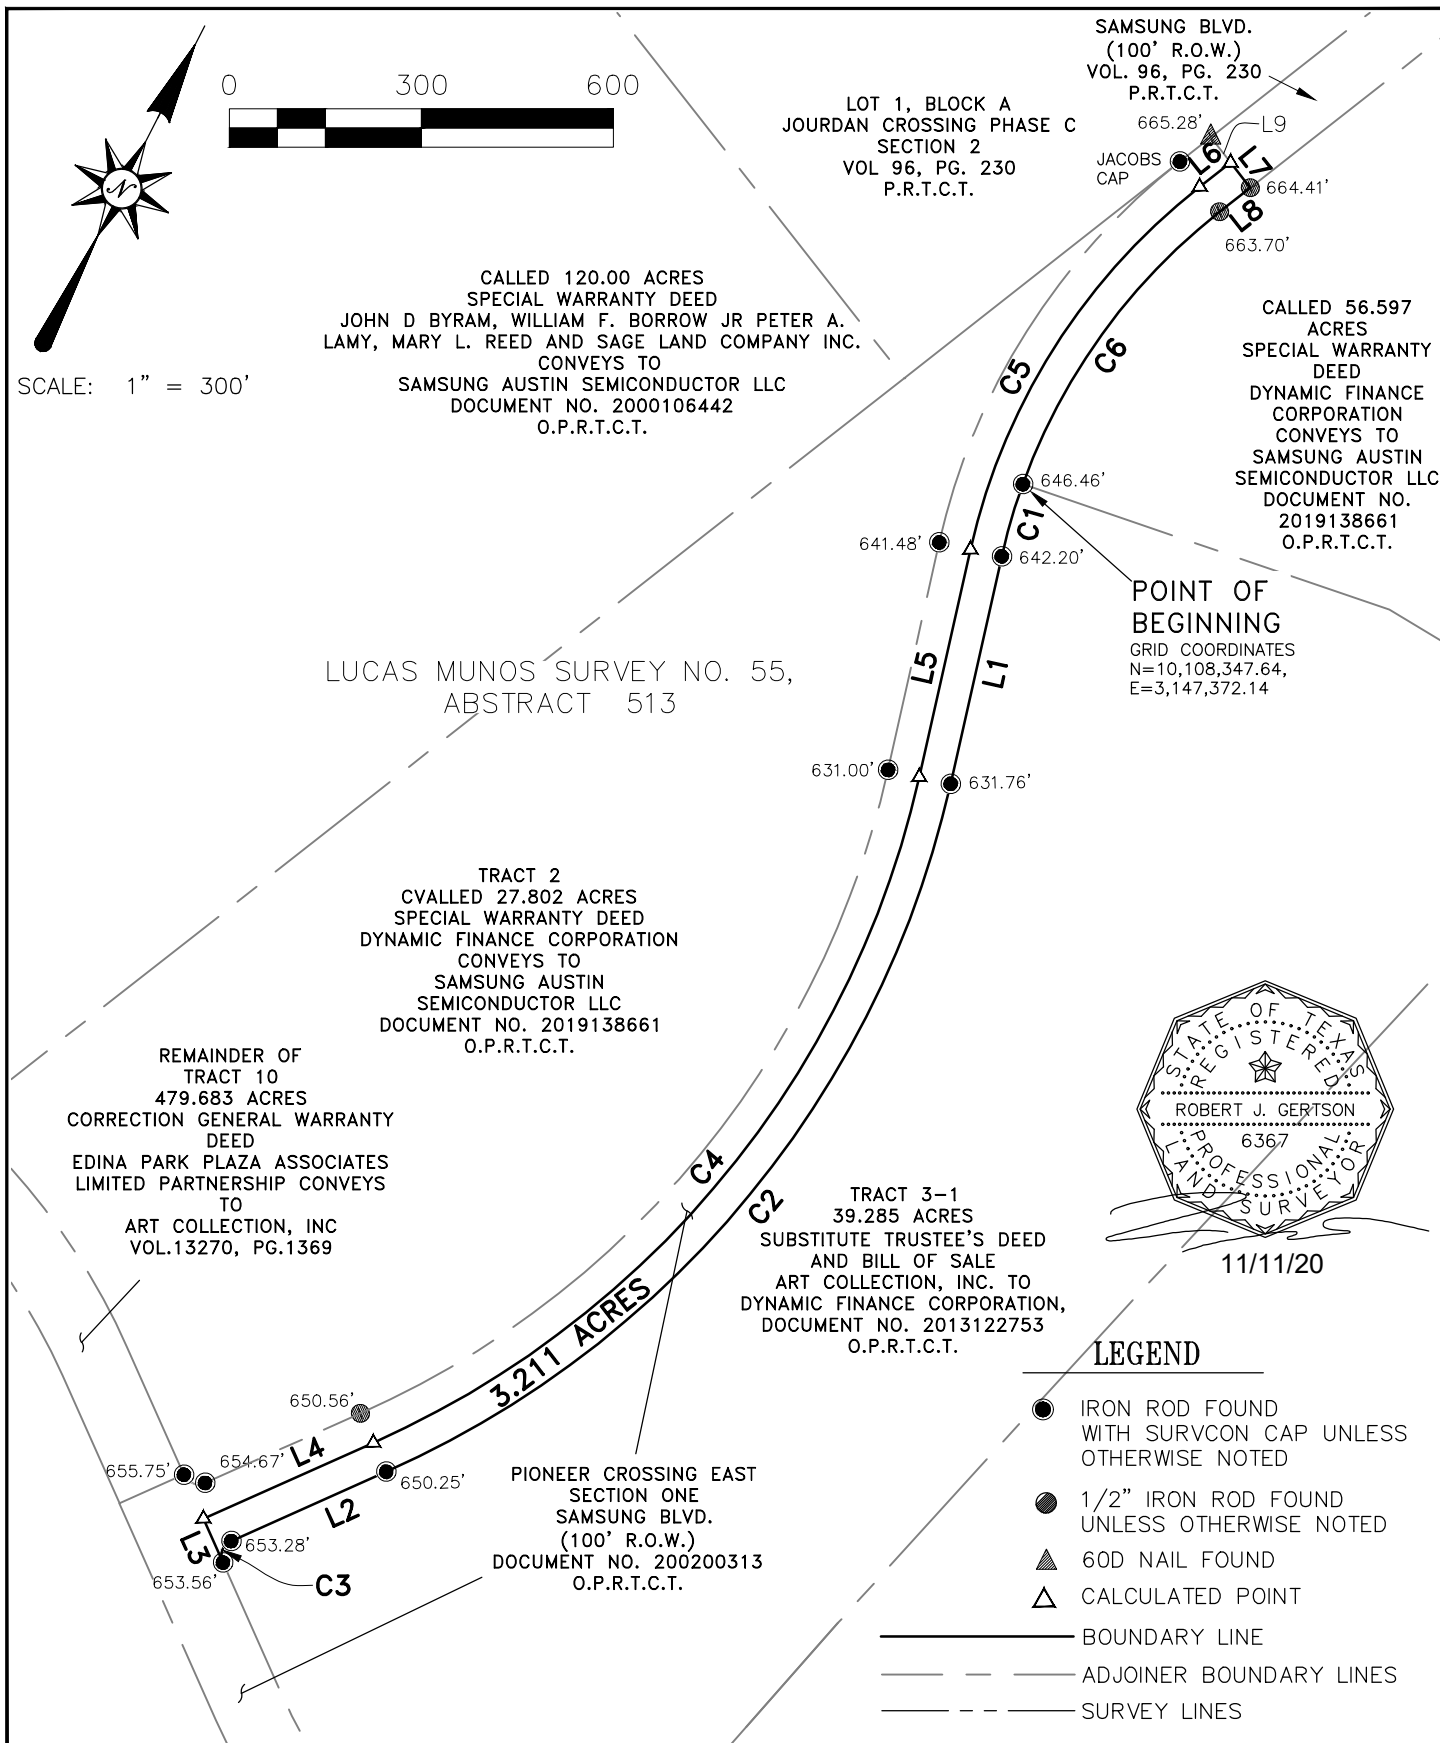 SAMSUNG BLVD.
(100' R.O.W.)
VOL. 96, PG. 230
P.R.T.C.T.
0 300 600
N
SCALE: 1" = 300'
LOT 1, BLOCK A
JOURDAN CROSSING PHASE C
SECTION 2
VOL 96, PG. 230
P.R.T.C.T.
665.28'
L9
JACOBS
CAP
L6
L7
664.41'
L8
663.70'
CALLED 120.00 ACRES
SPECIAL WARRANTY DEED
JOHN D BYRAM, WILLIAM F. BORROW JR PETER A.
LAMY, MARY L. REED AND SAGE LAND COMPANY INC.
CONVEYS TO
SAMSUNG AUSTIN SEMICONDUCTOR LLC
DOCUMENT NO. 2000106442
O.P.R.T.C.T.
CALLED 56.597
ACRES
SPECIAL WARRANTY
DEED
DYNAMIC FINANCE
CORPORATION
CONVEYS TO
SAMSUNG AUSTIN
SEMICONDUCTOR LLC
DOCUMENT NO.
2019138661
O.P.R.T.C.T.
C5
C6
646.46'
C1
641.48'
642.20'
POINT OF
BEGINNING
GRID COORDINATES
N=10,108,347.64,
E=3,147,372.14
LUCAS MUNOS SURVEY NO. 55,
ABSTRACT 513
L5
L1
631.00'
631.76'
TRACT 2
CVALLED 27.802 ACRES
SPECIAL WARRANTY DEED
DYNAMIC FINANCE CORPORATION
CONVEYS TO
SAMSUNG AUSTIN
SEMICONDUCTOR LLC
DOCUMENT NO. 2019138661
O.P.R.T.C.T.
REMAINDER OF
TRACT 10
479.683 ACRES
CORRECTION GENERAL WARRANTY
DEED
EDINA PARK PLAZA ASSOCIATES
LIMITED PARTNERSHIP CONVEYS
TO
ART COLLECTION, INC
VOL.13270, PG.1369
STATE OF TEXAS
REGISTERED
ROBERT J. GERTSON
6367
PROFESSIONAL
LAND SURVEYOR
11/11/20
C4
C2
TRACT 3-1
39.285 ACRES
SUBSTITUTE TRUSTEE'S DEED
AND BILL OF SALE
ART COLLECTION, INC. TO
DYNAMIC FINANCE CORPORATION,
DOCUMENT NO. 2013122753
O.P.R.T.C.T.
3.211 ACRES
650.56'
L4
654.67'
655.75'
650.25'
L2
L3
653.28'
653.56'
C3
PIONEER CROSSING EAST
SECTION ONE
SAMSUNG BLVD.
(100' R.O.W.)
DOCUMENT NO. 200200313
O.P.R.T.C.T.
LEGEND
IRON ROD FOUND
WITH SURVCON CAP UNLESS
OTHERWISE NOTED
1/2" IRON ROD FOUND
UNLESS OTHERWISE NOTED
60D NAIL FOUND
CALCULATED POINT
BOUNDARY LINE
ADJOINER BOUNDARY LINES
SURVEY LINES